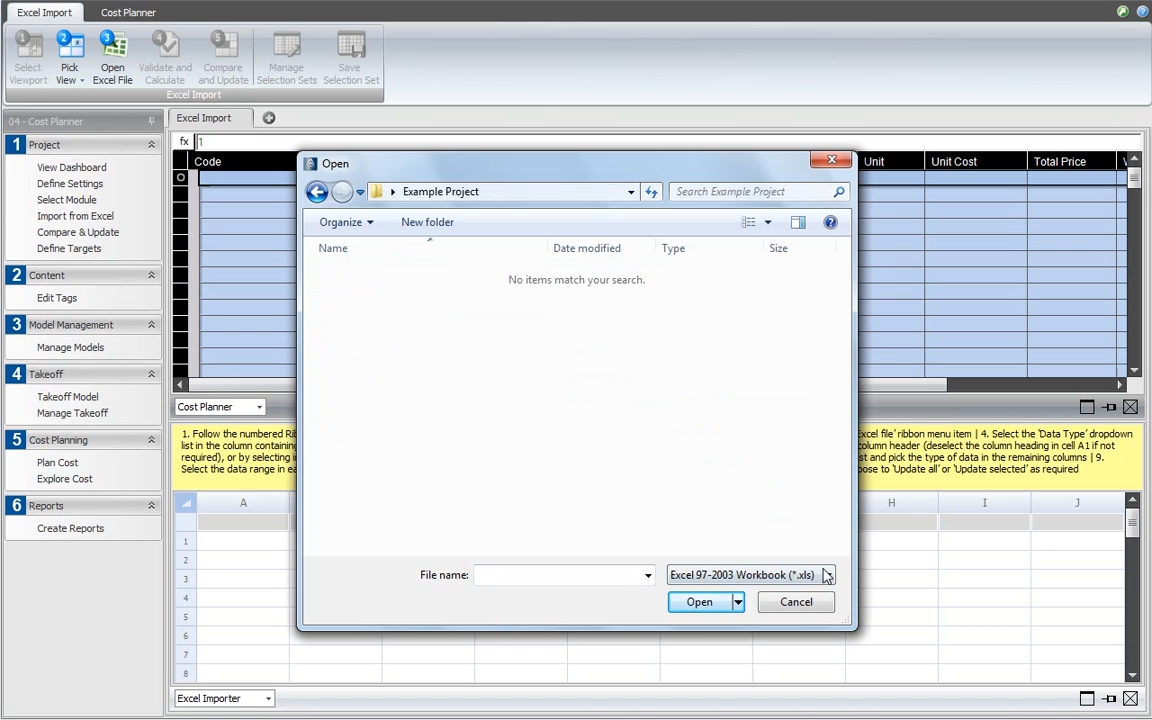 Excel Import
Cost Planner
1
Select
Viewport
2
Pick
View
3
Open
Excel File
4
Validate and
Calculate
5
Compare
and Update
Manage
Selection Sets
Save
Selection Set
Excel Import
04 - Cost Planner
1 Project
View Dashboard
Define Settings
Select Module
Import from Excel
Compare & Update
Define Targets
2 Content
Edit Tags
3 Model Management
Manage Models
4 Takeoff
Takeoff Model
Manage Takeoff
5 Cost Planning
Plan Cost
Explore Cost
6 Reports
Create Reports
Excel Import
fx 1
Code Unit Unit Cost Total Price
Open
Example Project
Search Example Project
Organize New folder
Name Date modified Type Size
No items match your search.
File name:
Excel 97-2003 Workbook (*.xls)
Open Cancel
Cost Planner
1. Follow the numbered Excel file' ribbon menu item | 4. Select the 'Data Type' dropdown
list in the column containing column header (deselect the column heading in cell A1 if not
required), or by selecting and pick the type of data in the remaining columns | 9.
Select the data range in to 'Update all' or 'Update selected' as required
A H I J
1
2
3
4
5
6
7
8
Excel Importer